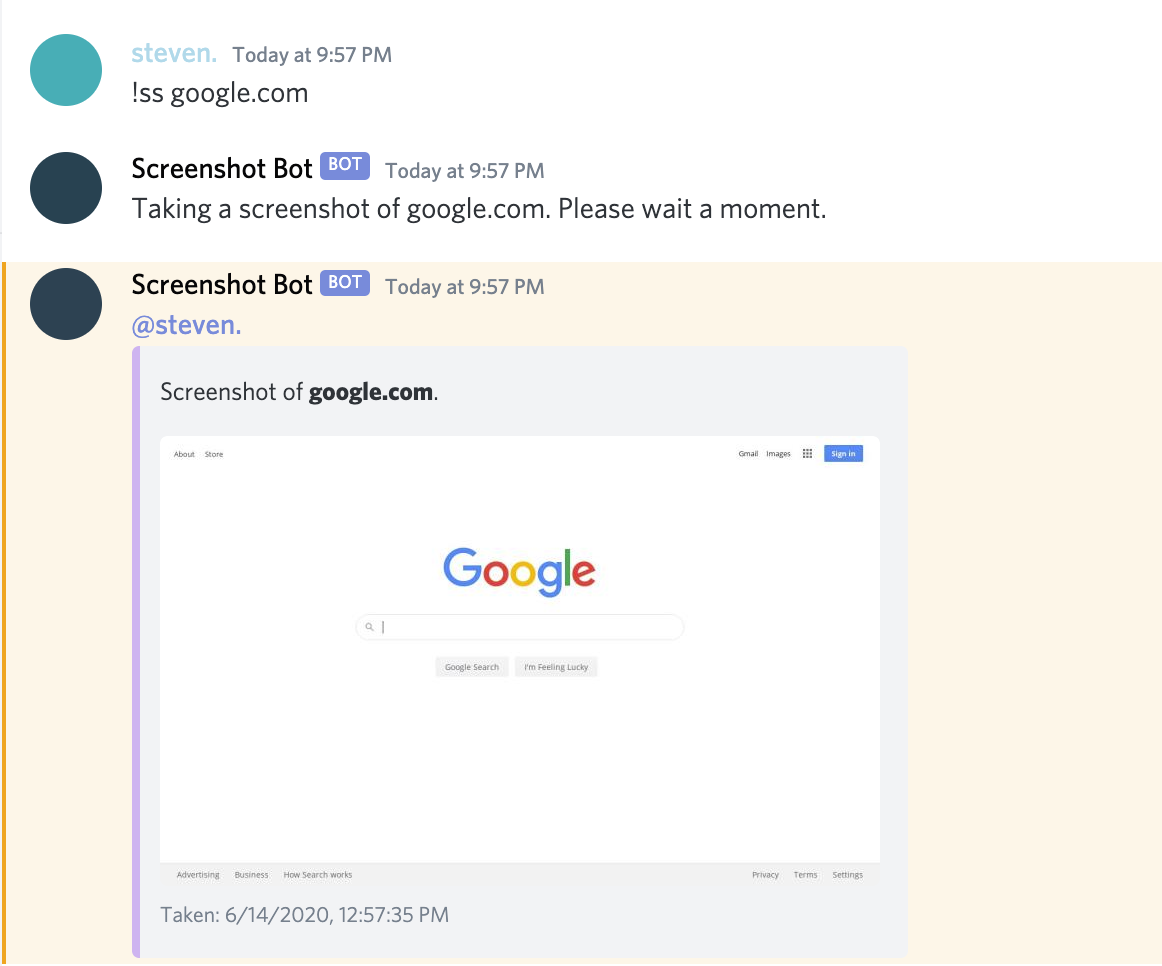 steven. Today at 9:57 PM
!ss google.com
Screenshot Bot BOT Today at 9:57 PM
Taking a screenshot of google.com. Please wait a moment.
Screenshot Bot BOT Today at 9:57 PM
@steven.
Screenshot of google.com.
About Store Gmail Images Sign in
Google
Google Search I'm Feeling Lucky
Advertising Business How Search works Privacy Terms Settings
Taken: 6/14/2020, 12:57:35 PM